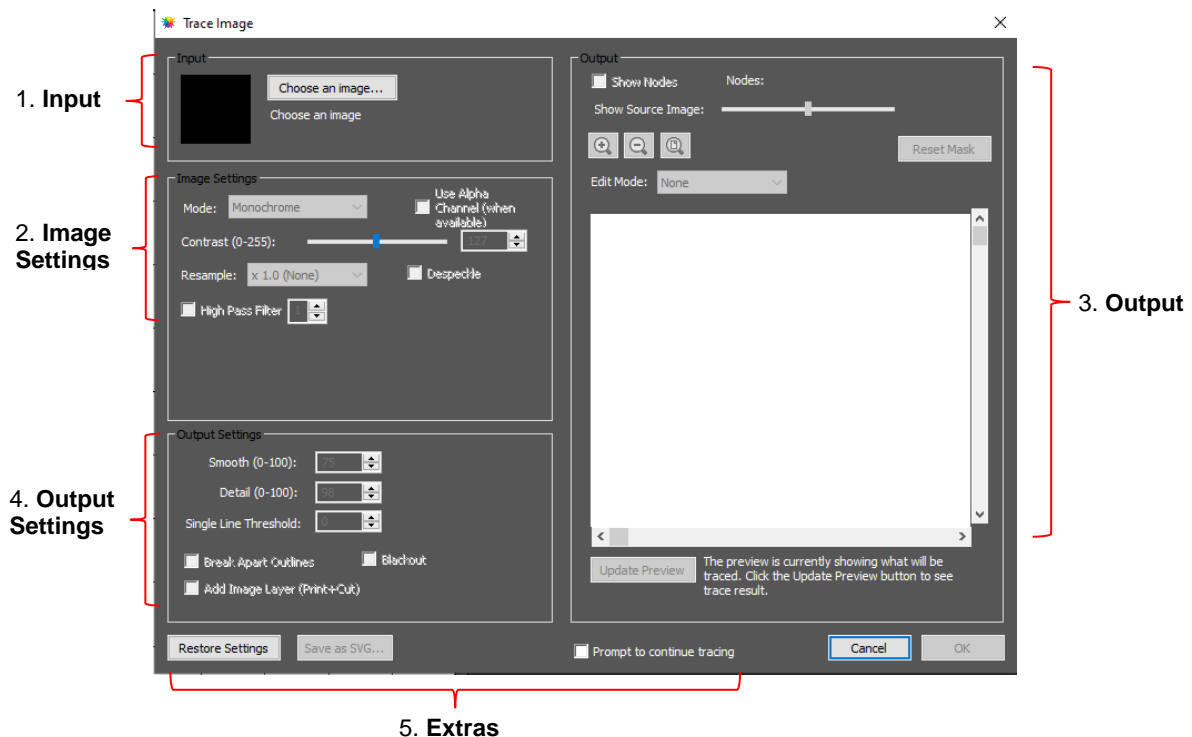 Trace Image
1. Input
Input
Choose an image...
Choose an image
2. Image
Settings
Image Settings
Mode: Monochrome
Use Alpha
Channel (when
available)
Contrast (0-255): 127
Resample: x 1.0 (None)
Despeckle
High Pass Filter 1
4. Output
Settings
Output Settings
Smooth (0-100): 75
Detail (0-100): 98
Single Line Threshold: 0
Break Apart Outlines
Blackout
Add Image Layer (Print+Cut)
3. Output
Output
Show Nodes
Nodes:
Show Source Image:
Reset Mask
Edit Mode: None
Update Preview
The preview is currently showing what will be
traced. Click the Update Preview button to see
trace result.
Restore Settings
Save as SVG...
Prompt to continue tracing
Cancel
OK
5. Extras